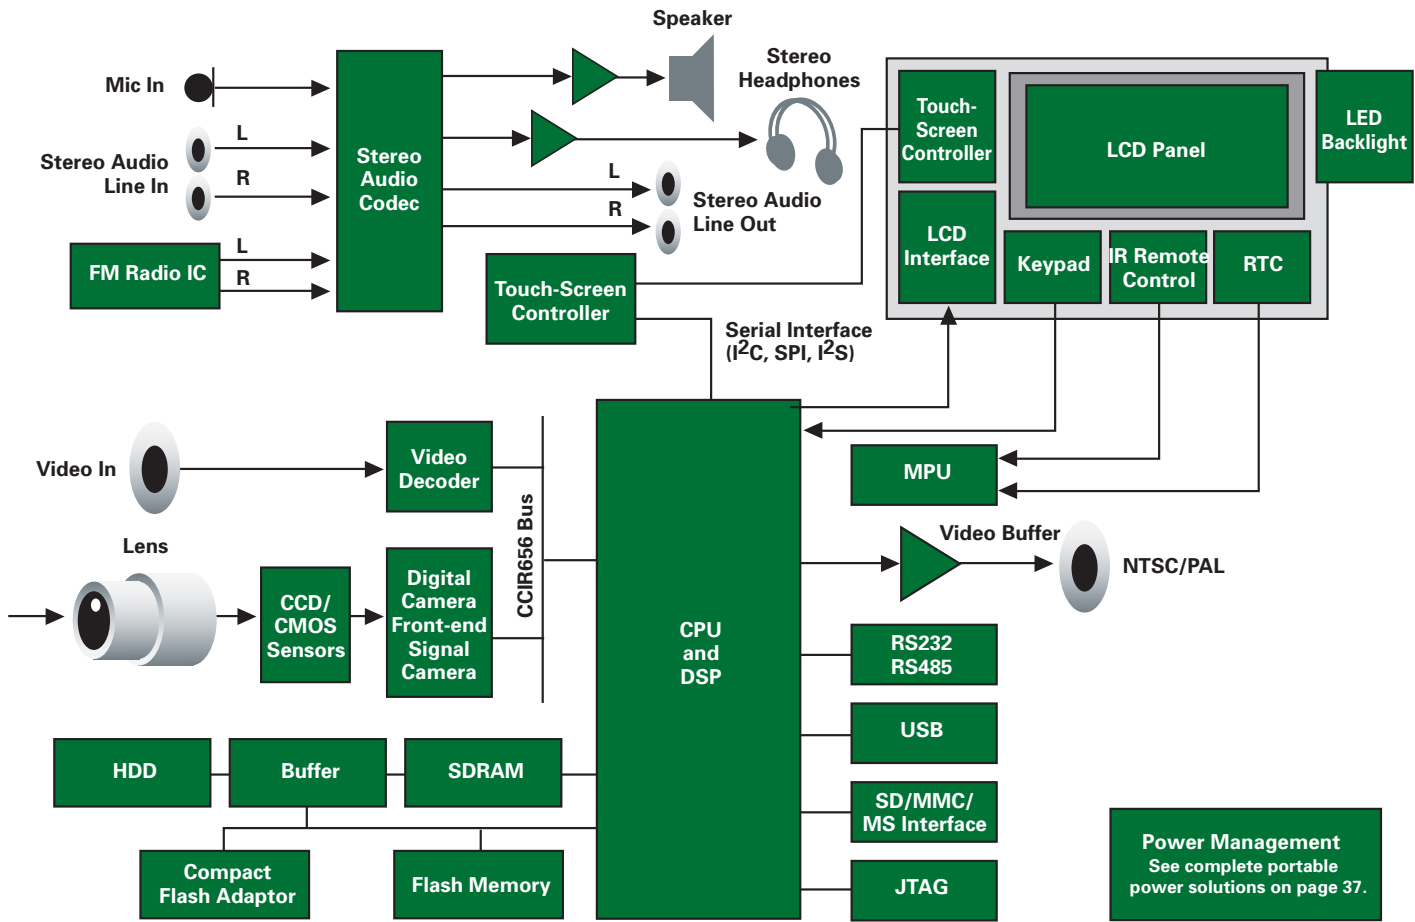 Speaker
Stereo
Headphones
Mic In
L
Stereo Audio
Line In
R
FM Radio IC
L
R
Stereo
Audio
Codec
L
R
Stereo Audio
Line Out
Touch-
Screen
Controller
LCD Panel
LED
Backlight
LCD
Interface
Keypad
IR Remote
Control
RTC
Touch-Screen
Controller
Serial Interface
(I2C, SPI, I2S)
Video In
Video
Decoder
CCIR656 Bus
MPU
Video Buffer
NTSC/PAL
Lens
CCD/
CMOS
Sensors
Digital
Camera
Front-end
Signal
Camera
CPU
and
DSP
RS232
RS485
USB
HDD
Buffer
SDRAM
SD/MMC/
MS Interface
Compact
Flash Adaptor
Flash Memory
JTAG
Power Management
See complete portable
power solutions on page 37.